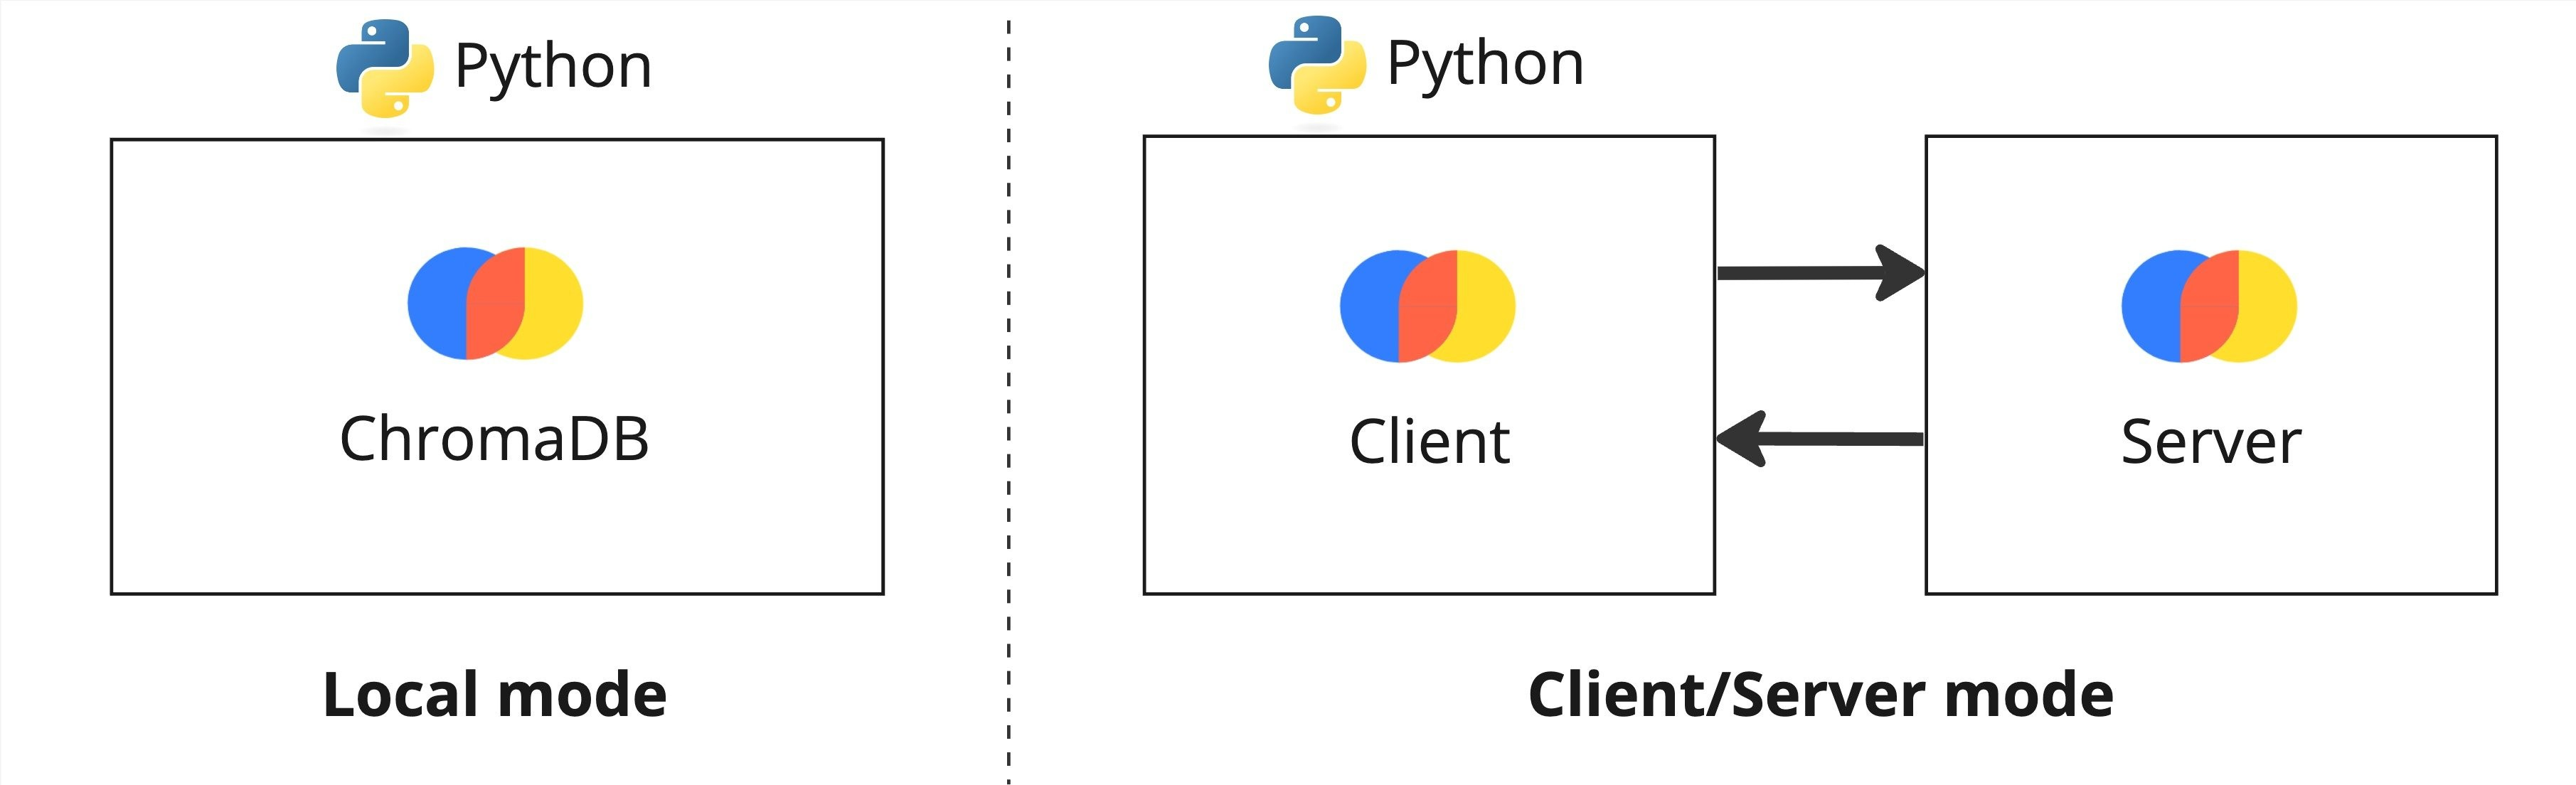 Python
ChromaDB
Local mode
Python
Client
Server
Client/Server mode